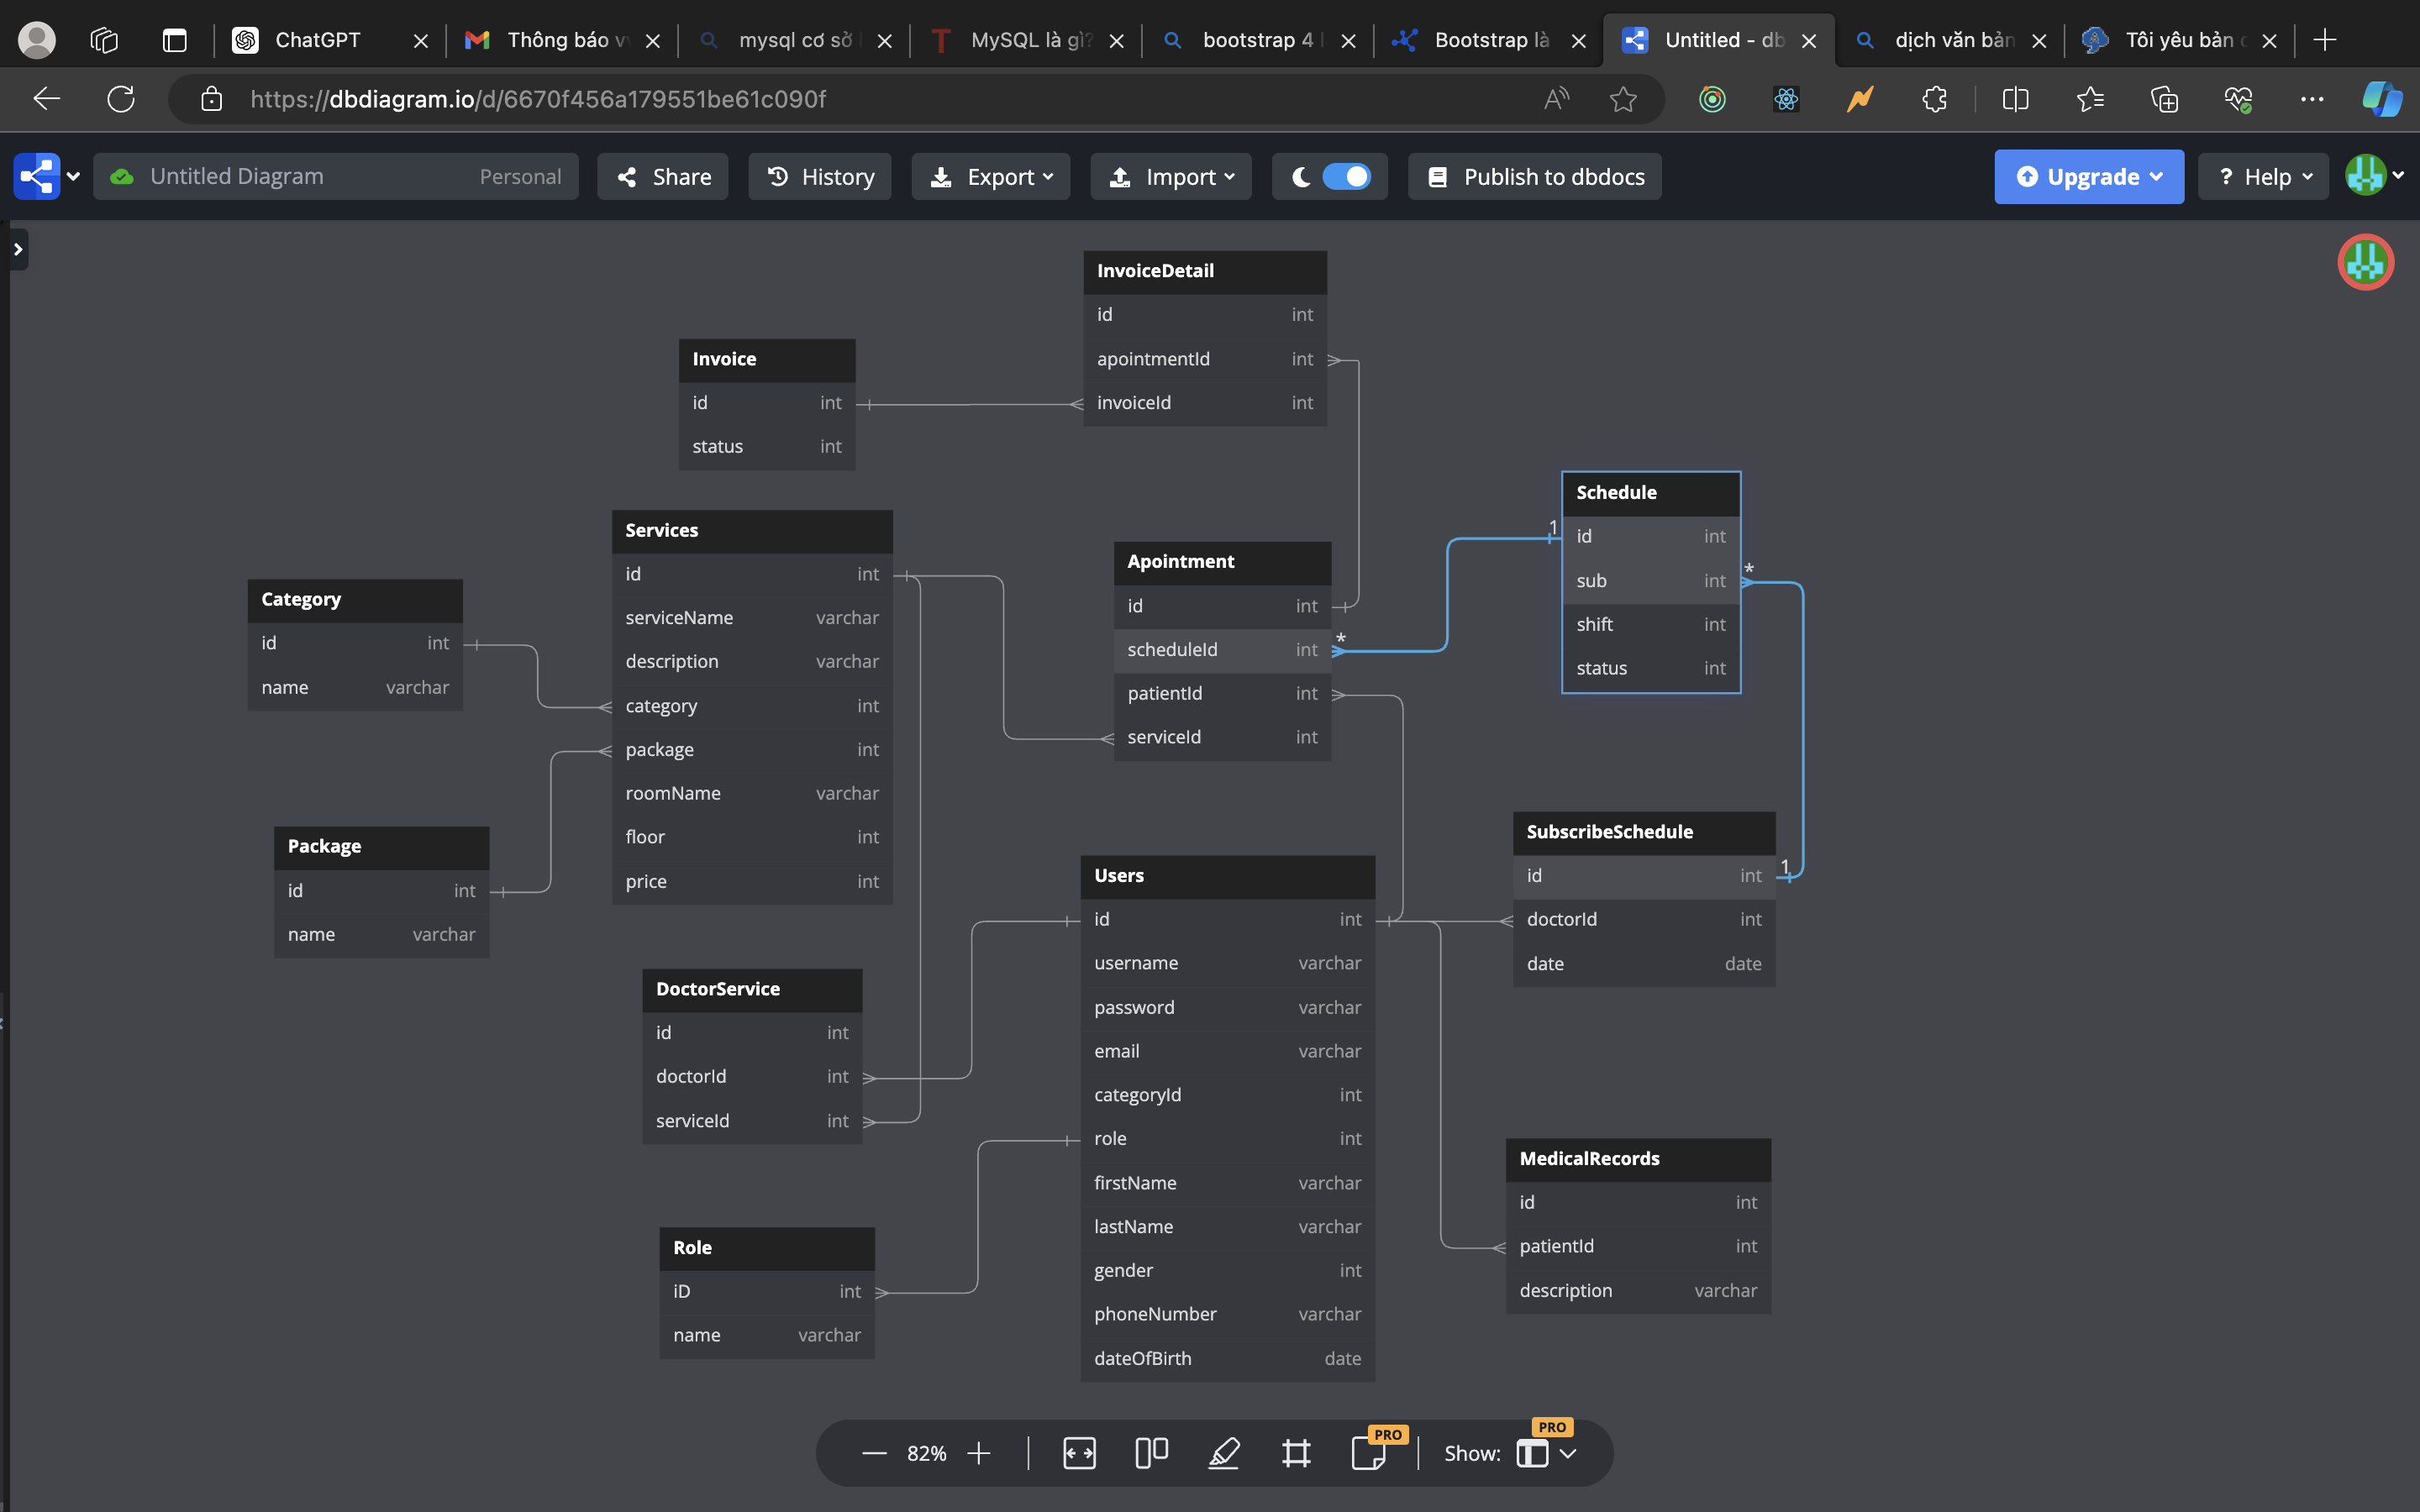 ChatGPT
Thông báo v
mysql cơ sở
MySQL là gì?
bootstrap 4 l
Bootstrap là
Untitled - db
dịch văn bản
Tôi yêu bản c
https://dbdiagram.io/d/6670f456a179551be61c090f
Untitled Diagram Personal
Share
History
Export
Import
Publish to dbdocs
Upgrade
? Help
InvoiceDetail
id int
apointmentId int
invoiceId int
Invoice
id int
status int
Schedule
id int
sub int
shift int
status int
1
*
Services
id int
serviceName varchar
description varchar
category int
package int
roomName varchar
floor int
price int
Apointment
id int
scheduleId int
patientId int
serviceId int
*
Category
id int
name varchar
Package
id int
name varchar
SubscribeSchedule
id int
doctorId int
date date
1
Users
id int
username varchar
password varchar
email varchar
categoryId int
role int
firstName varchar
lastName varchar
gender int
phoneNumber varchar
dateOfBirth date
DoctorService
id int
doctorId int
serviceId int
MedicalRecords
id int
patientId int
description varchar
Role
iD int
name varchar
82%
PRO
Show:
PRO